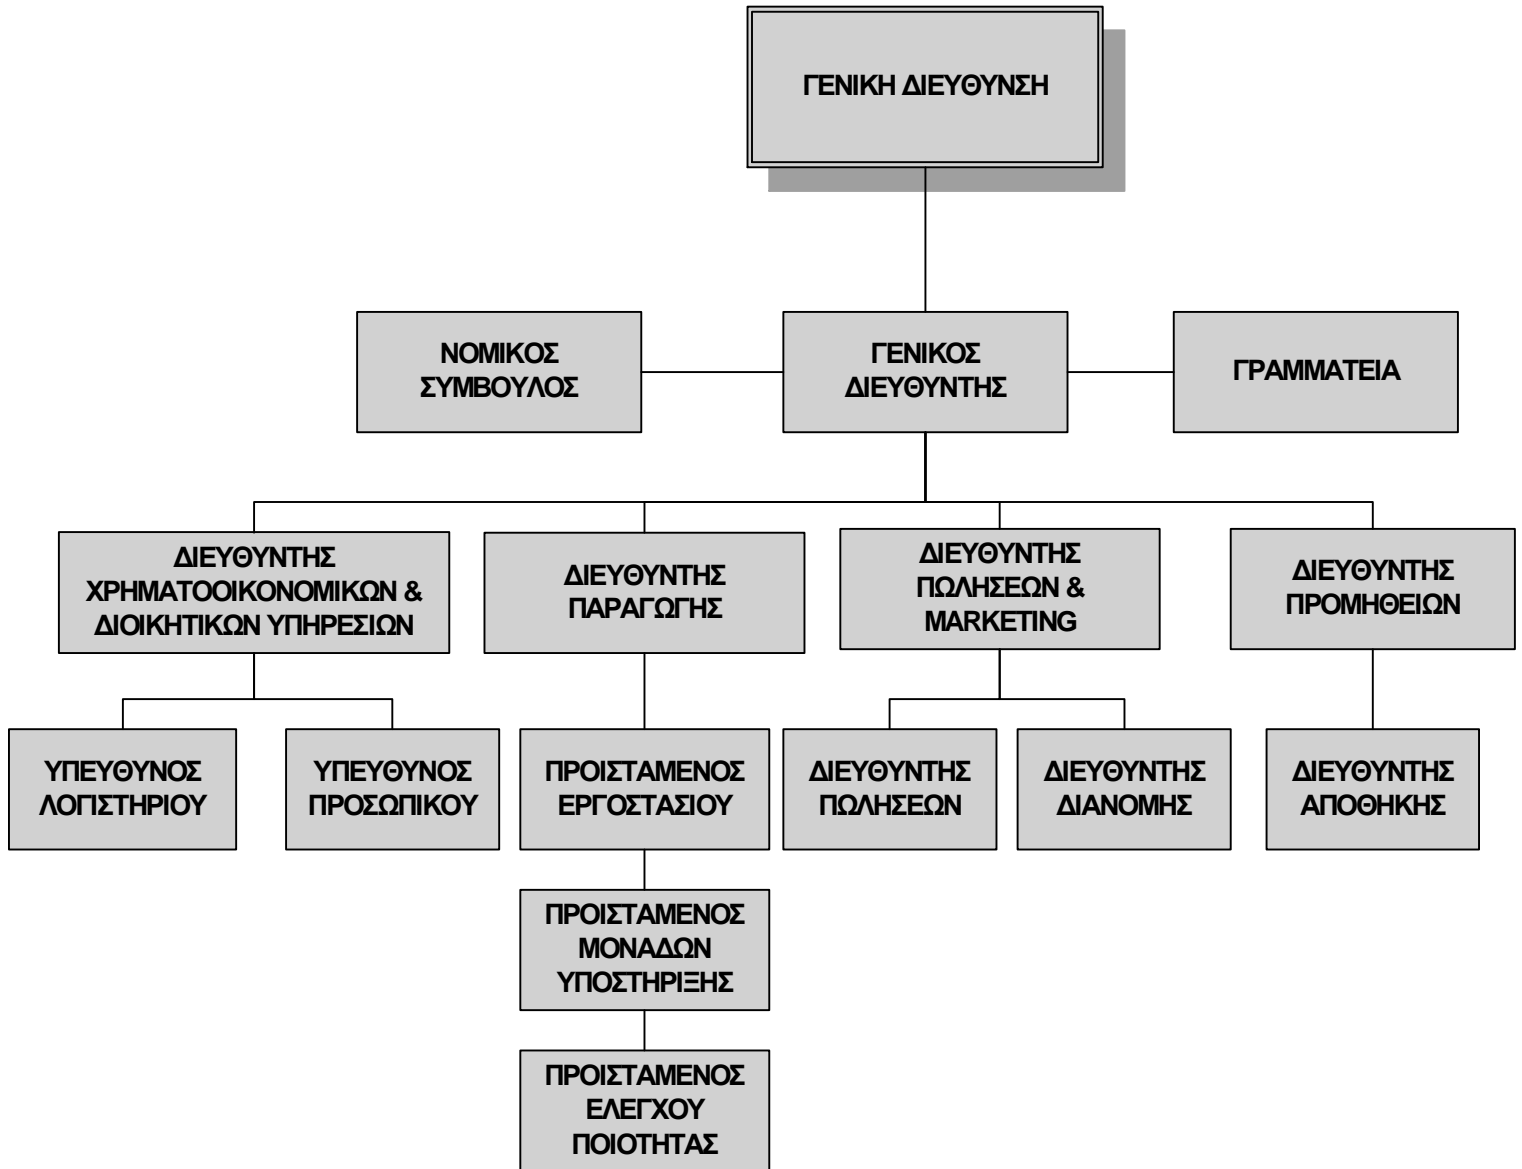 ΓΕΝΙΚΗ ΔΙΕΥΘΥΝΣΗ
ΝΟΜΙΚΟΣ
ΣΥΜΒΟΥΛΟΣ
ΓΕΝΙΚΟΣ
ΔΙΕΥΘΥΝΤΗΣ
ΓΡΑΜΜΑΤΕΙΑ
ΔΙΕΥΘΥΝΤΗΣ
ΧΡΗΜΑΤΟΟΙΚΟΝΟΜΙΚΩΝ &
ΔΙΟΙΚΗΤΙΚΩΝ ΥΠΗΡΕΣΙΩΝ
ΔΙΕΥΘΥΝΤΗΣ
ΠΑΡΑΓΩΓΗΣ
ΔΙΕΥΘΥΝΤΗΣ
ΠΩΛΗΣΕΩΝ &
MARKETING
ΔΙΕΥΘΥΝΤΗΣ
ΠΡΟΜΗΘΕΙΩΝ
ΥΠΕΥΘΥΝΟΣ
ΛΟΓΙΣΤΗΡΙΟΥ
ΥΠΕΥΘΥΝΟΣ
ΠΡΟΣΩΠΙΚΟΥ
ΠΡΟΙΣΤΑΜΕΝΟΣ
ΕΡΓΟΣΤΑΣΙΟΥ
ΔΙΕΥΘΥΝΤΗΣ
ΠΩΛΗΣΕΩΝ
ΔΙΕΥΘΥΝΤΗΣ
ΔΙΑΝΟΜΗΣ
ΔΙΕΥΘΥΝΤΗΣ
ΑΠΟΘΗΚΗΣ
ΠΡΟΙΣΤΑΜΕΝΟΣ
ΜΟΝΑΔΩΝ
ΥΠΟΣΤΗΡΙΞΗΣ
ΠΡΟΙΣΤΑΜΕΝΟΣ
ΕΛΕΓΧΟΥ
ΠΟΙΟΤΗΤΑΣ